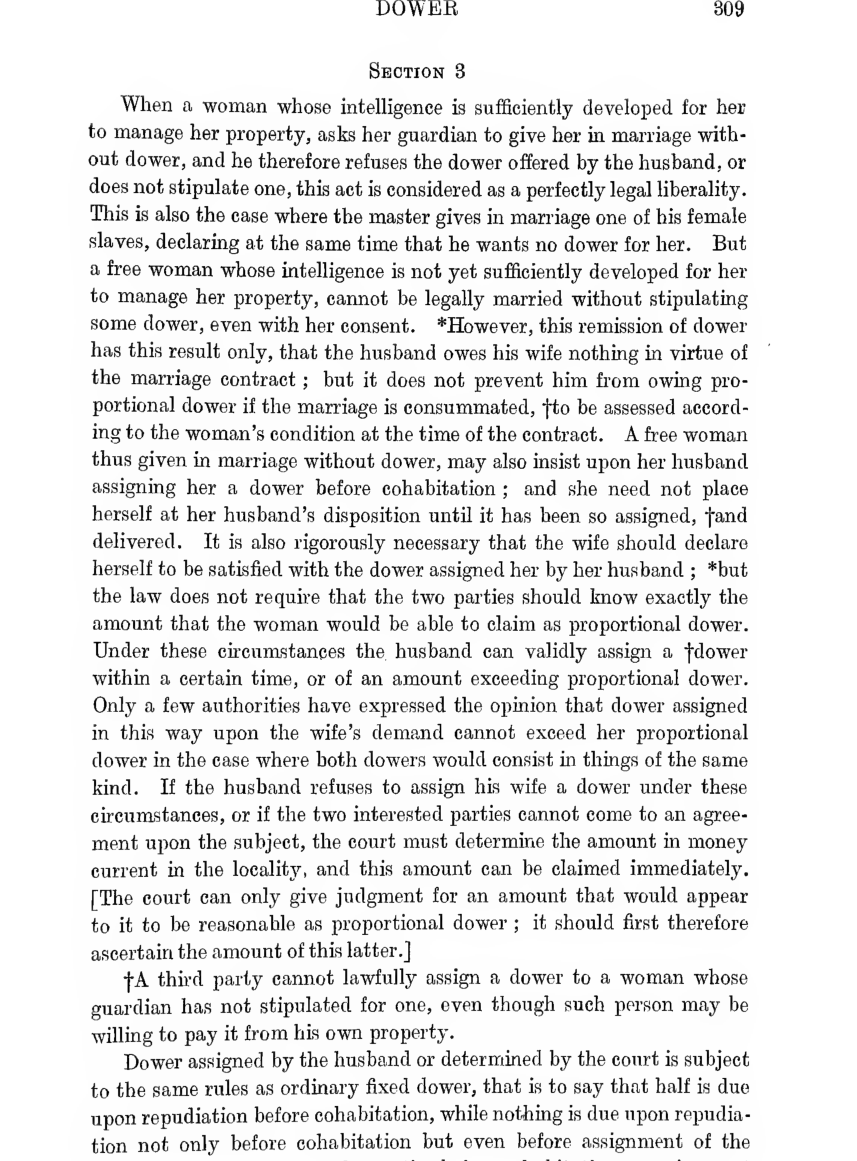 DOWER 309
SECTION 3
When a woman whose intelligence is sufficiently developed for her
to manage her property, asks her guardian to give her in marriage with-
out dower, and he therefore refuses the dower offered by the husband, or
does not stipulate one, this act is considered as a perfectly legal liberality.
This is also the case where the master gives in marriage one of his female
slaves, declaring at the same time that he wants no dower for her. But
a free woman whose intelligence is not yet sufficiently developed for her
to manage her property, cannot be legally married without stipulating
some dower, even with her consent. *However, this remission of dower
has this result only, that the husband owes his wife nothing in virtue of
the marriage contract ; but it does not prevent him from owing pro-
portional dower if the marriage is consummated, †to be assessed accord-
ing to the woman's condition at the time of the contract. A free woman
thus given in marriage without dower, may also insist upon her husband
assigning her a dower before cohabitation ; and she need not place
herself at her husband's disposition until it has been so assigned, †and
delivered. It is also rigorously necessary that the wife should declare
herself to be satisfied with the dower assigned her by her husband ; *but
the law does not require that the two parties should know exactly the
amount that the woman would be able to claim as proportional dower.
Under these circumstances the husband can validly assign a †dower
within a certain time, or of an amount exceeding proportional dower.
Only a few authorities have expressed the opinion that dower assigned
in this way upon the wife's demand cannot exceed her proportional
dower in the case where both dowers would consist in things of the same
kind. If the husband refuses to assign his wife a dower under these
circumstances, or if the two interested parties cannot come to an agree-
ment upon the subject, the court must determine the amount in money
current in the locality, and this amount can be claimed immediately.
[The court can only give judgment for an amount that would appear
to it to be reasonable as proportional dower ; it should first therefore
ascertain the amount of this latter.]
†A third party cannot lawfully assign a dower to a woman whose
guardian has not stipulated for one, even though such person may be
willing to pay it from his own property.
Dower assigned by the husband or determined by the court is subject
to the same rules as ordinary fixed dower, that is to say that half is due
upon repudiation before cohabitation, while nothing is due upon repudia-
tion not only before cohabitation but even before assignment of the